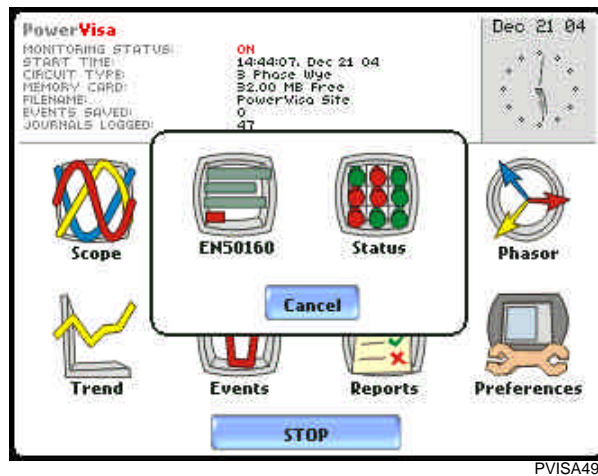 PowerVisa
Dec 21 04
MONITORING STATUS: ON
START TIME: 14:44:07, Dec 21 04
CIRCUIT TYPE: 3 Phase Wye
MEMORY CARD: 32.00 MB Free
FILENAME: PowerVisa Site
EVENTS SAVED: 0
JOURNALS LOGGED: 47
Scope
EN50160
Status
Phasor
Cancel
Trend
Events
Reports
Preferences
STOP
PVISA49